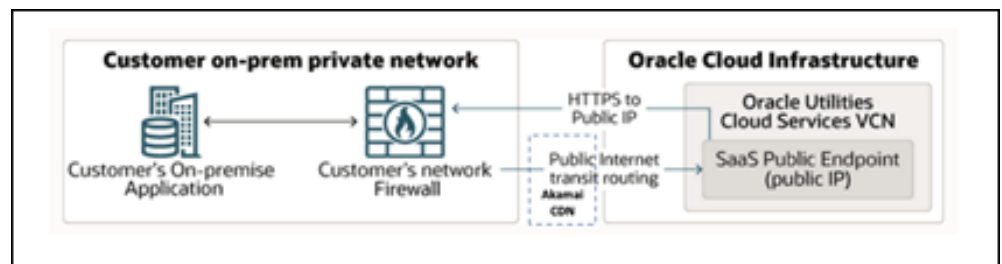 Customer on-prem private network
Oracle Cloud Infrastructure
Customer's On-premise
Application
Customer's network
Firewall
HTTPS to
Public IP
Public Internet
transit routing
Akamai
CDN
Oracle Utilities
Cloud Services VCN
SaaS Public Endpoint
(public IP)